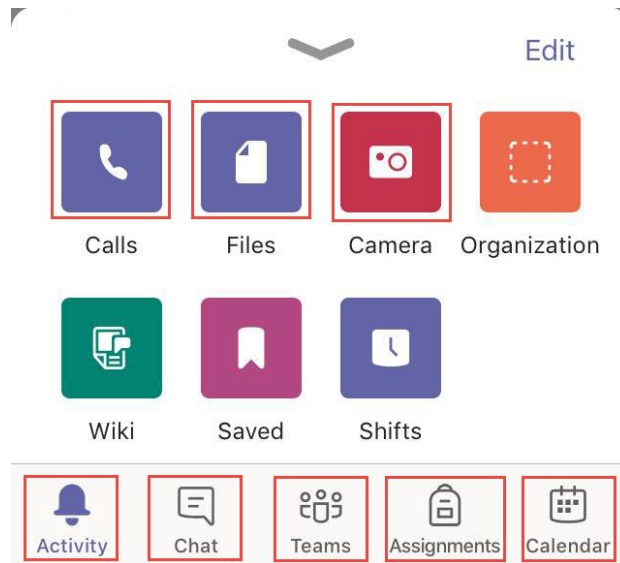 Edit
Calls Files Camera Organization
Wiki Saved Shifts
Activity Chat Teams Assignments Calendar